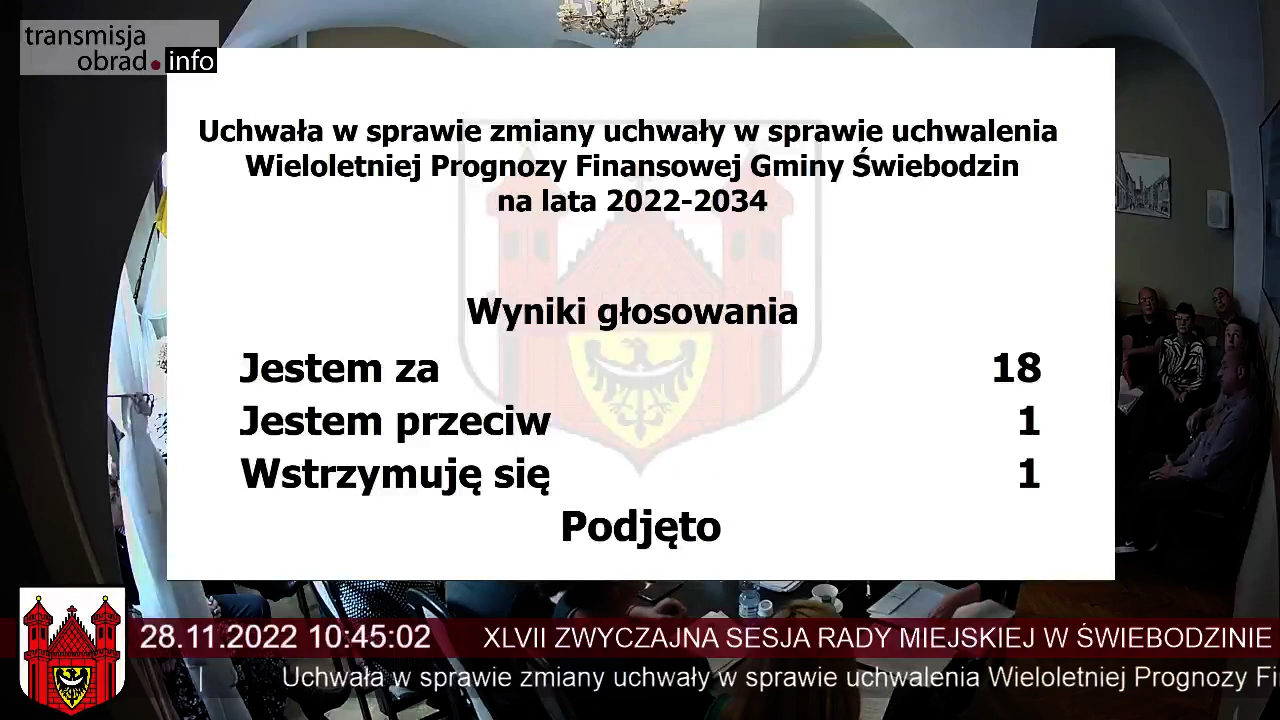 transmisja
obrad.info
Uchwała w sprawie zmiany uchwały w sprawie uchwalenia
Wieloletniej Prognozy Finansowej Gminy Świebodzin
na lata 2022-2034
Wyniki głosowania
Jestem za 18
Jestem przeciw 1
Wstrzymuję się 1
Podjęto
28.11.2022 10:45:02 XLVII ZWYCZAJNA SESJA RADY MIEJSKIEJ W ŚWIEBODZINIE
| Uchwała w sprawie zmiany uchwały w sprawie uchwalenia Wieloletniej Prognozy Fi